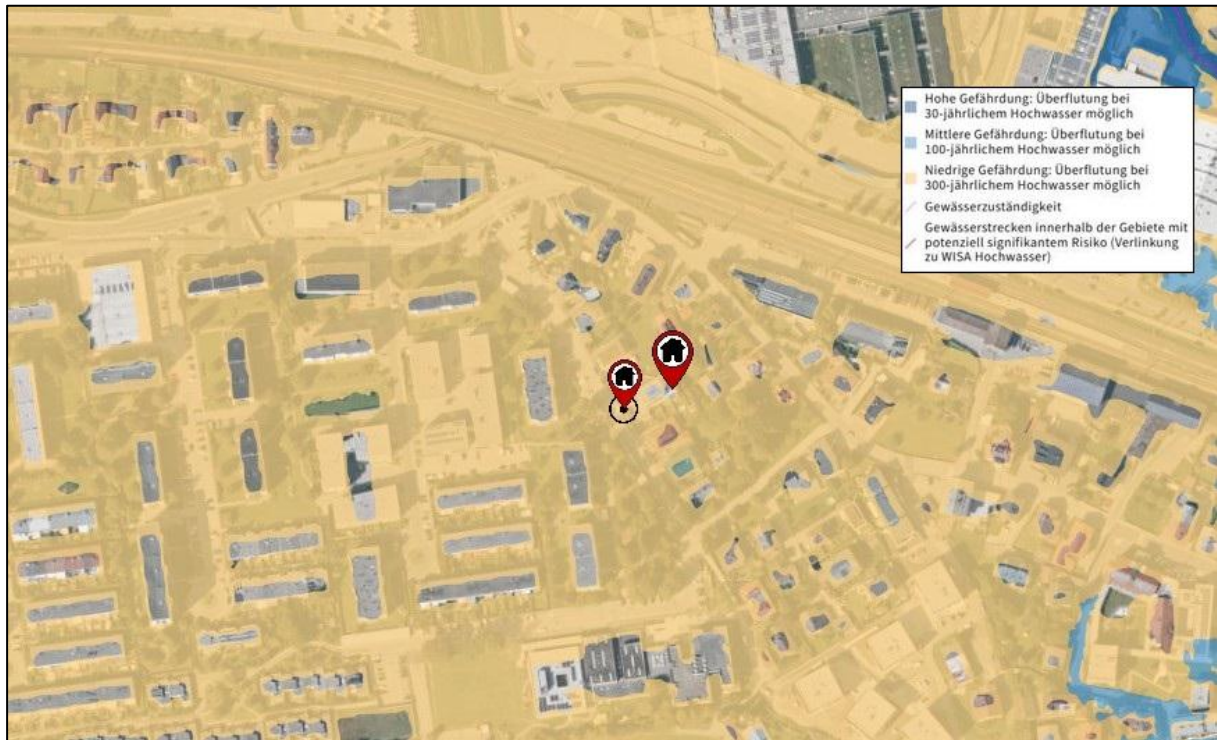 Hohe Gefährdung: Überflutung bei
30-jährlichem Hochwasser möglich
Mittlere Gefährdung: Überflutung bei
100-jährlichem Hochwasser möglich
Niedrige Gefährdung: Überflutung bei
300-jährlichem Hochwasser möglich
Gewässerzuständigkeit
Gewässerstrecken innerhalb der Gebiete mit
potenziell signifikantem Risiko (Verlinkung
zu WISA Hochwasser)